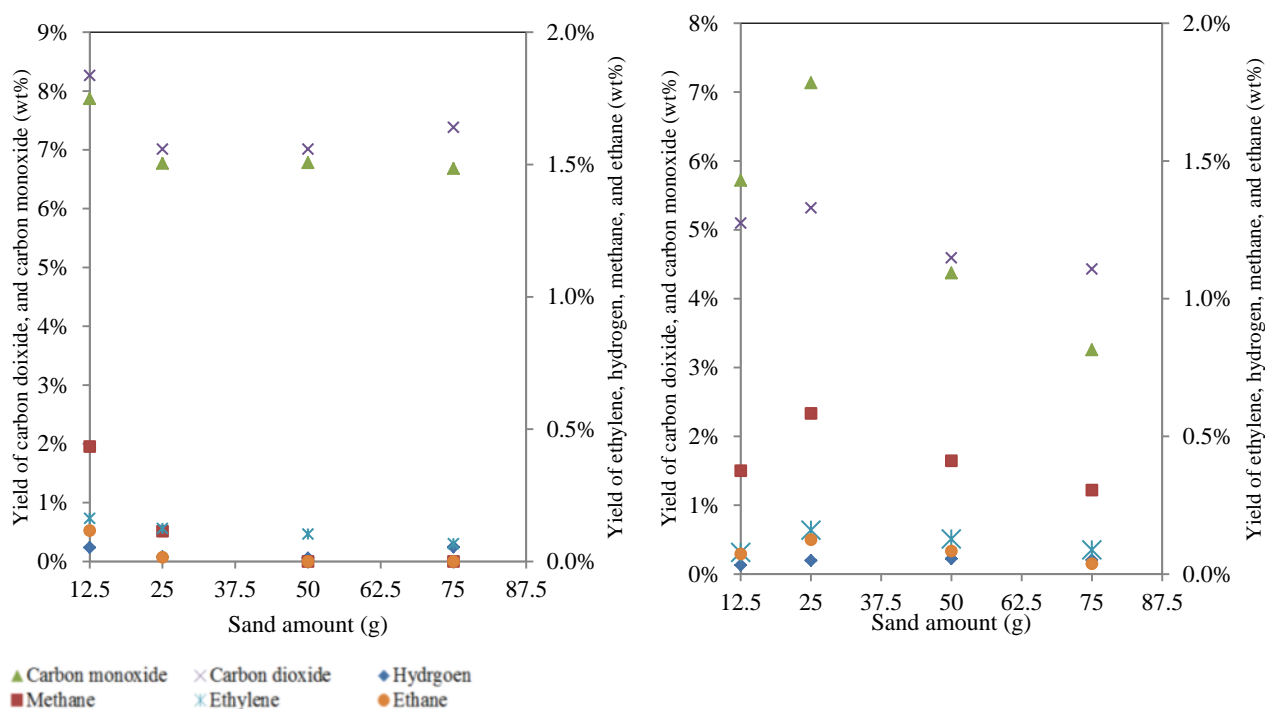 Yield of carbon doixide, and carbon monoxide (wt%)
9%
8%
7%
6%
5%
4%
3%
2%
1%
0%
2.0%
1.5%
1.0%
0.5%
0.0%
Yield of ethylene, hydrogen, methane, and ethane (wt%)
12.5 25 37.5 50 62.5 75 87.5
Sand amount (g)
Yield of carbon doixide, and carbon monoxide (wt%)
8%
7%
6%
5%
4%
3%
2%
1%
0%
2.0%
1.5%
1.0%
0.5%
0.0%
Yield of ethylene, hydrogen, methane, and ethane (wt%)
12.5 25 37.5 50 62.5 75 87.5
Sand amount (g)
Carbon monoxide Carbon dioxide Hydrgoen
Methane Ethylene Ethane